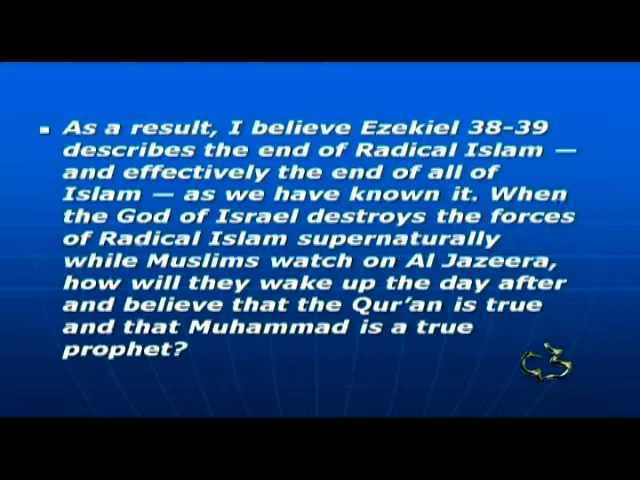 As a result, I believe Ezekiel 38-39
describes the end of Radical Islam —
and effectively the end of all of
Islam — as we have known it. When
the God of Israel destroys the forces
of Radical Islam supernaturally
while Muslims watch on Al Jazeera,
how will they wake up the day after
and believe that the Qur’an is true
and that Muhammad is a true
prophet?
C3